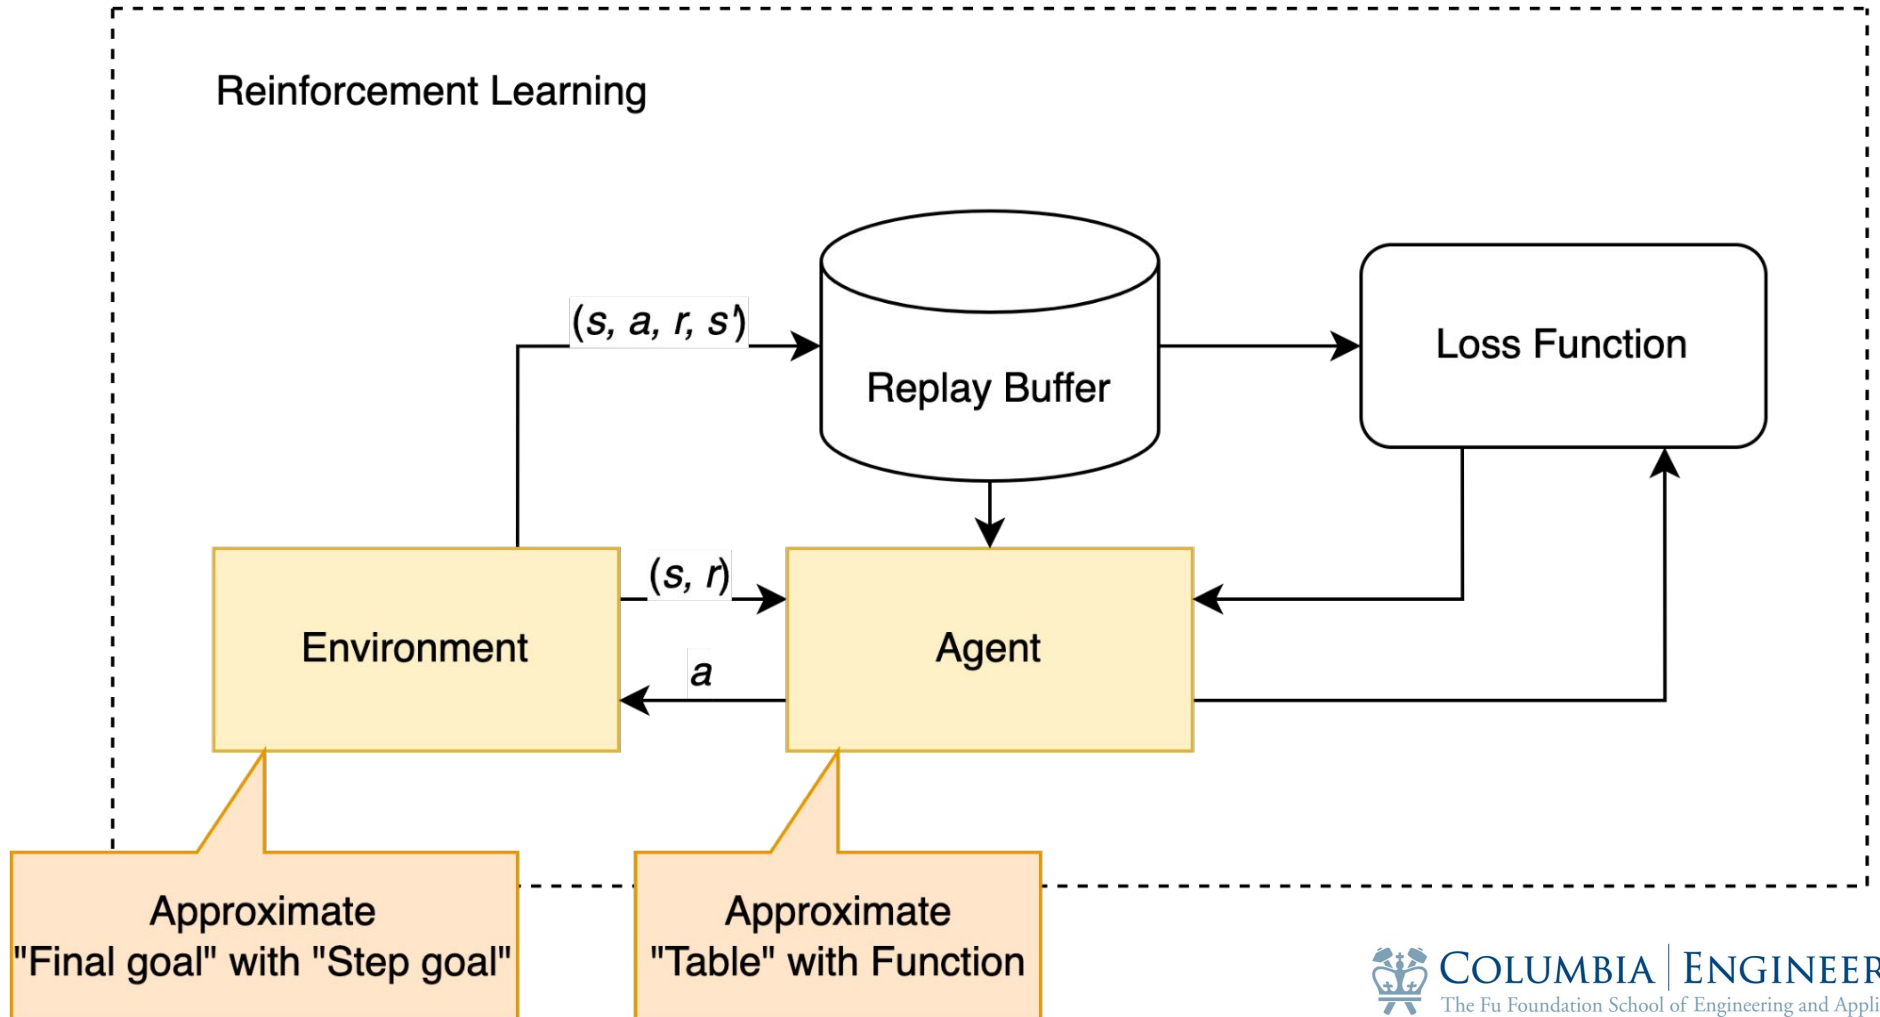 Reinforcement Learning
(s, a, r, s')
Replay Buffer
Loss Function
(s, r)
Environment
a
Agent
Approximate
"Final goal" with "Step goal"
Approximate
"Table" with Function
COLUMBIA | ENGINEER
The Fu Foundation School of Engineering and Appli